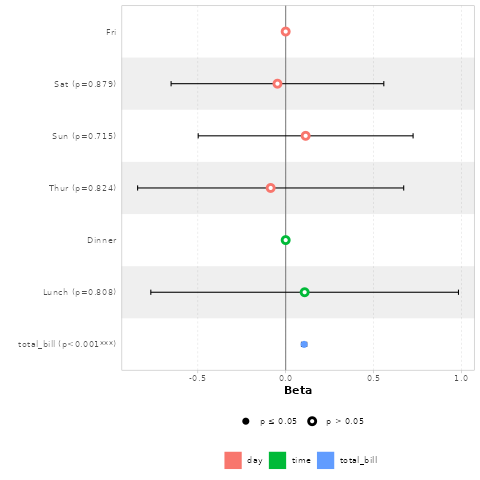 Fri
Sat (p=0.879)
Sun (p=0.715)
Thur (p=0.824)
Dinner
Lunch (p=0.808)
total_bill (p<0.001***)
-0.5 0.0 0.5 1.0
Beta
p ≤ 0.05 p > 0.05
day time total_bill